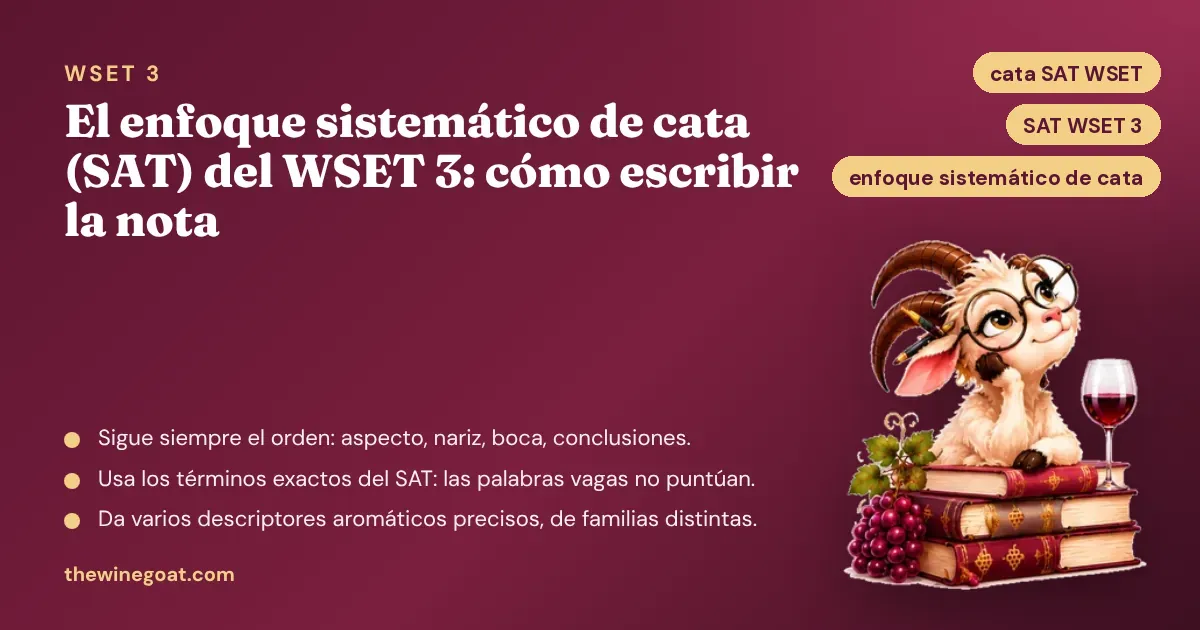 WSET 3
El enfoque sistemático de cata
(SAT) del WSET 3: cómo escribir
la nota
cata SAT WSET
SAT WSET 3
enfoque sistemático de cata
Sigue siempre el orden: aspecto, nariz, boca, conclusiones.
Usa los términos exactos del SAT: las palabras vagas no puntúan.
Da varios descriptores aromáticos precisos, de familias distintas.
thewinegoat.com